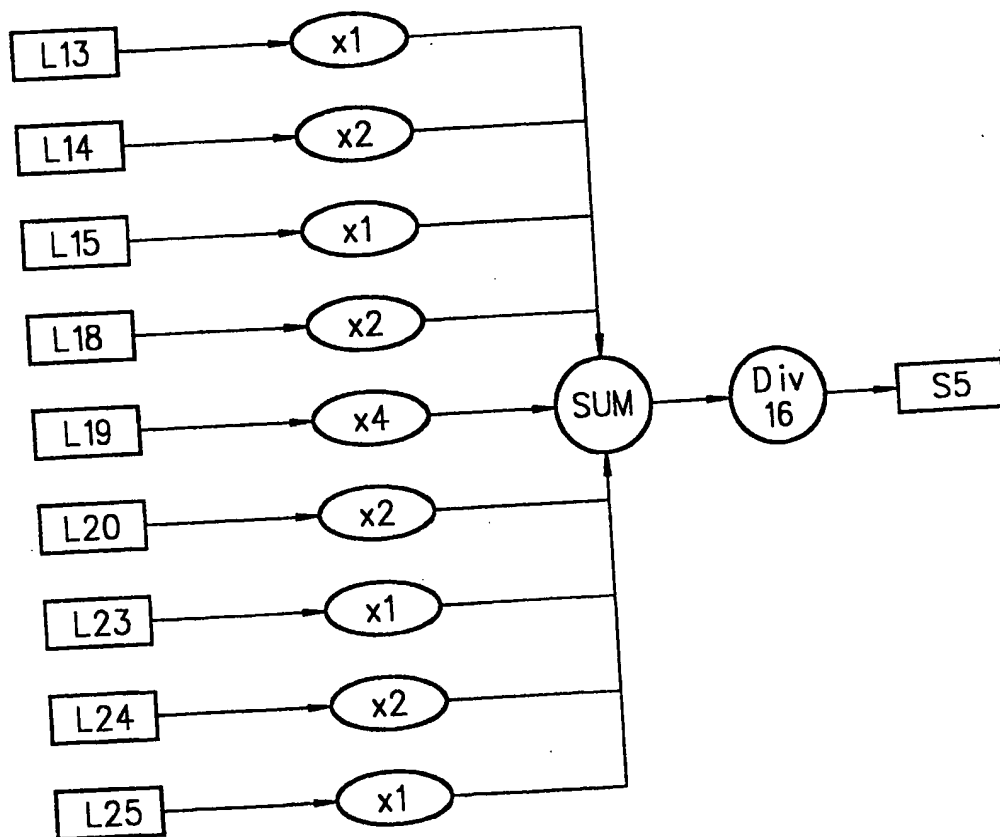 L13 x1
L14 x2
L15 x1
L18 x2
L19 x4 SUM Div 16 S5
L20 x2
L23 x1
L24 x2
L25 x1